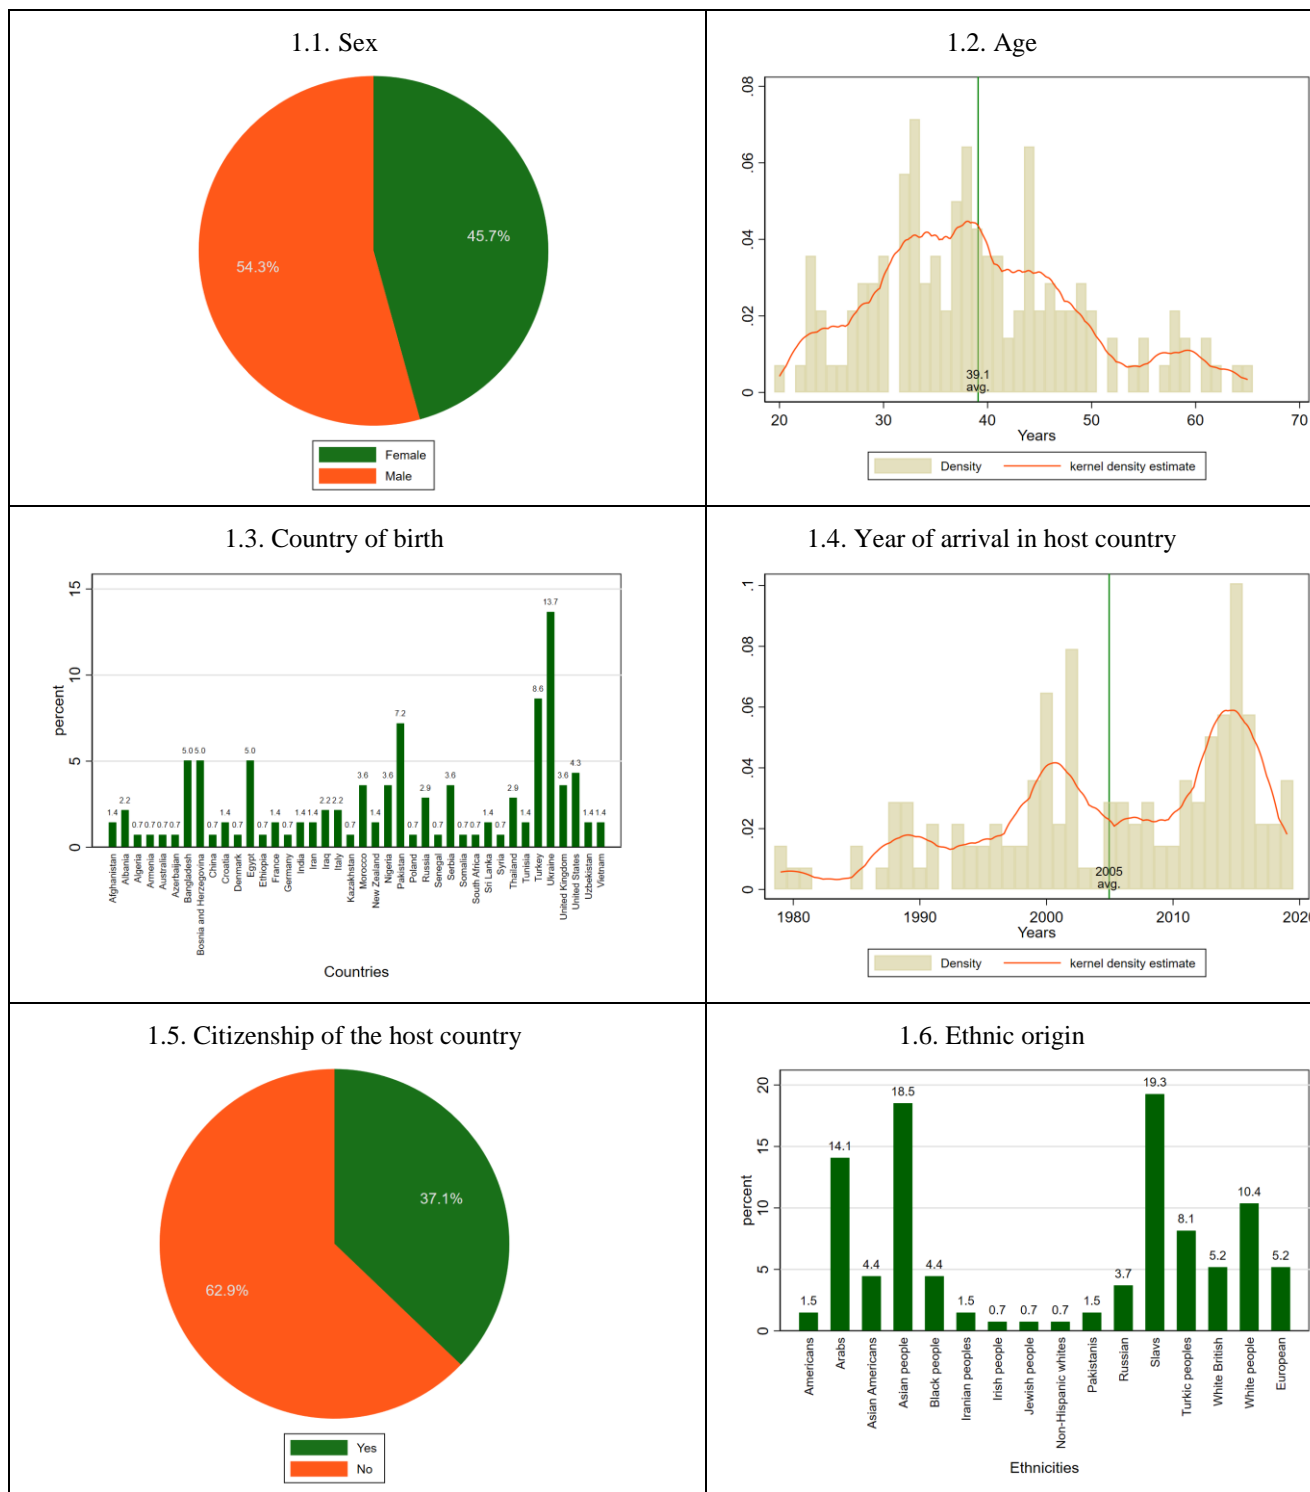 1.1. Sex
45.7%
54.3%
Female
Male
1.2. Age
.08
.06
.04
.02
0
39.1
avg.
20 30 40 50 60 70
Years
Density kernel density estimate
1.3. Country of birth
percent
15
10
5
0
1.4 2.2 0.7 0.7 0.7 0.7 5.0 5.0 0.7 1.4 0.7 5.0 0.7 1.4 0.7 1.4 1.4 2.2 2.2 0.7 3.6 1.4 3.6 7.2 0.7 2.9 0.7 3.6 0.7 0.7 1.4 0.7 2.9 1.4 8.6 13.7 3.6 4.3 1.4 1.4
Afghanistan
Albania
Algeria
Armenia
Australia
Azerbaijan
Bangladesh
Bosnia and Herzegovina
China
Croatia
Denmark
Egypt
Ethiopia
France
Germany
India
Iran
Iraq
Italy
Kazakhstan
Morocco
New Zealand
Nigeria
Pakistan
Poland
Russia
Senegal
Serbia
Somalia
South Africa
Sri Lanka
Syria
Thailand
Tunisia
Turkey
Ukraine
United Kingdom
United States
Uzbekistan
Vietnam
Countries
1.4. Year of arrival in host country
.1
.08
.06
.04
.02
0
2005
avg.
1980 1990 2000 2010 2020
Years
Density kernel density estimate
1.5. Citizenship of the host country
37.1%
62.9%
Yes
No
1.6. Ethnic origin
percent
20
15
10
5
0
1.5 14.1 4.4 18.5 4.4 1.5 0.7 0.7 0.7 1.5 3.7 19.3 8.1 5.2 10.4 5.2
Americans
Arabs
Asian Americans
Asian people
Black people
Iranian peoples
Irish people
Jewish people
Non-Hispanic whites
Pakistanis
Russian
Slavs
Turkic peoples
White British
White people
European
Ethnicities